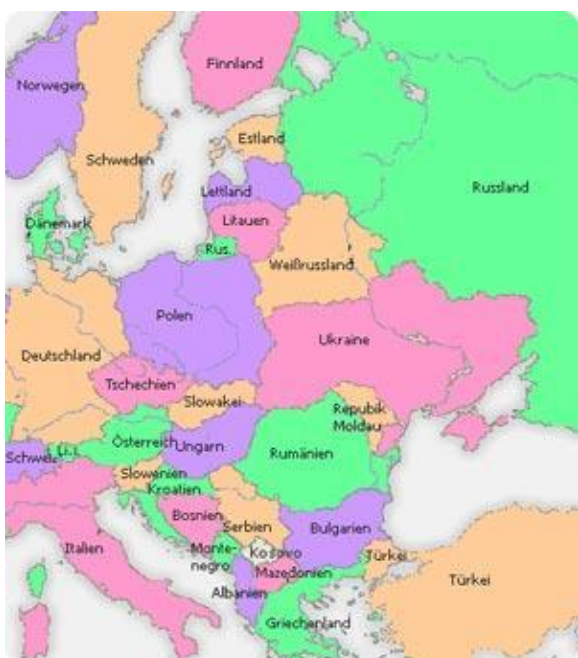 Finnland
Norwegen
Estland
Schweden
Russland
Lettland
Litauen
Dänemark
Rus.
Weißrussland
Polen
Ukraine
Deutschland
Tschechien
Slowakei
Republik
Moldau
Österreich
Ungarn
Li.
Schweiz
Rumänien
Slowenien
Kroatien
Bosnien
Serbien
Bulgarien
Italien
Monte-
negro
Kosovo
Türkei
Mazedonien
Türkei
Albanien
Griechenland